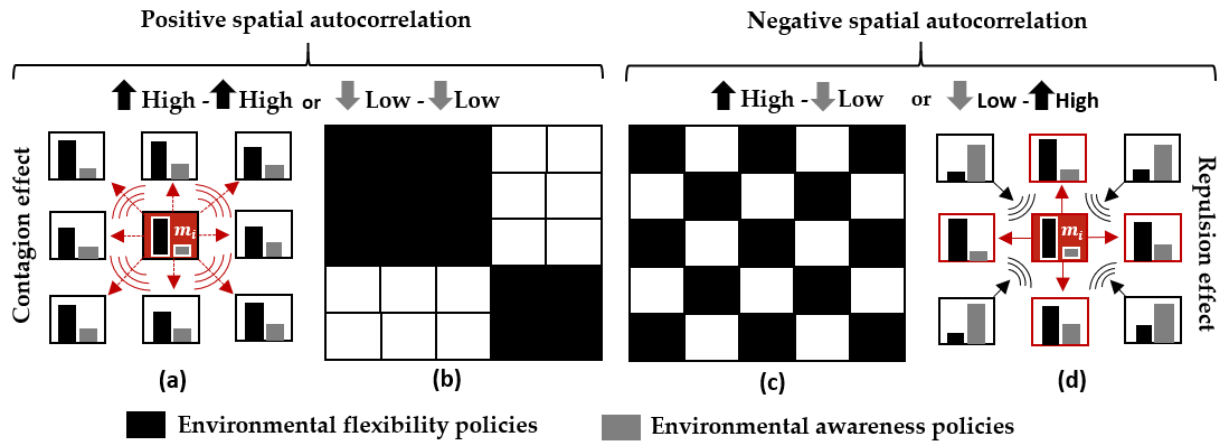 Positive spatial autocorrelation
Negative spatial autocorrelation
High - High or Low - Low
High - Low or Low - High
Contagion effect
m_i
m_i
Repulsion effect
(a)
(b)
(c)
(d)
Environmental flexibility policies
Environmental awareness policies